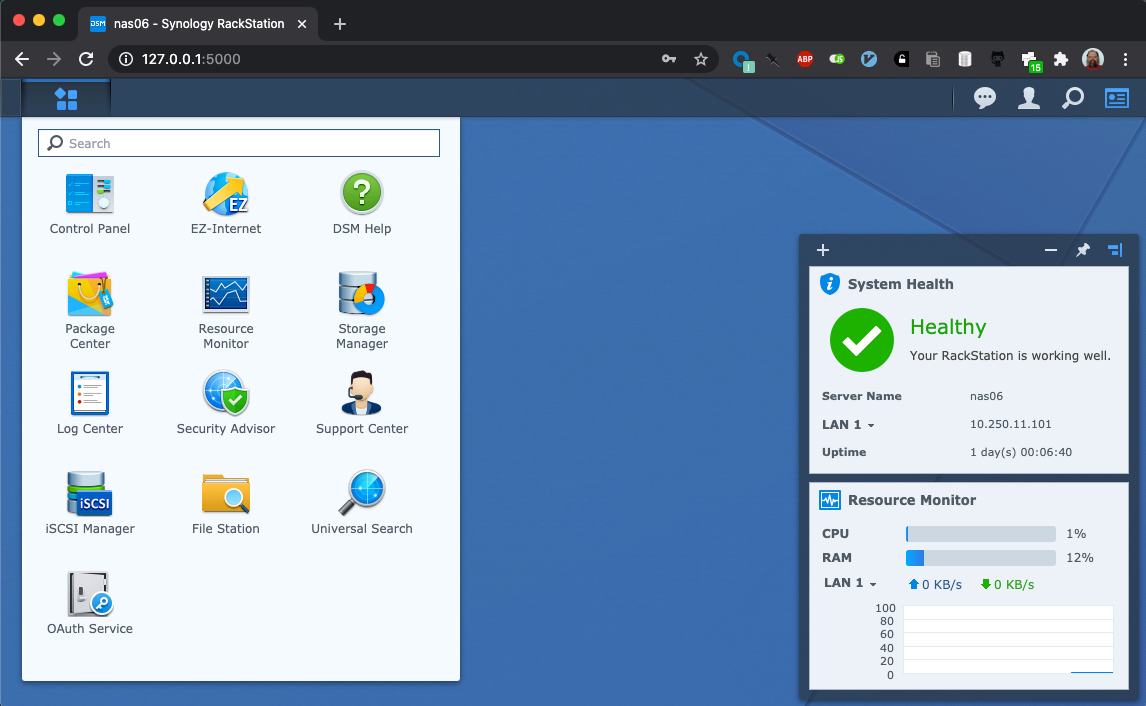 DSM nas06 - Synology RackStation
127.0.0.1:5000
ABP
15
Search
Control Panel
EZ
EZ-Internet
?
DSM Help
Package
Center
Resource
Monitor
Storage
Manager
Log Center
Security Advisor
Support Center
iSCSI
iSCSI Manager
File Station
Universal Search
OAuth Service
System Health
Healthy
Your RackStation is working well.
Server Name nas06
LAN 1 10.250.11.101
Uptime 1 day(s) 00:06:40
Resource Monitor
CPU 1%
RAM 12%
LAN 1 0 KB/s 0 KB/s
100
80
60
40
20
0